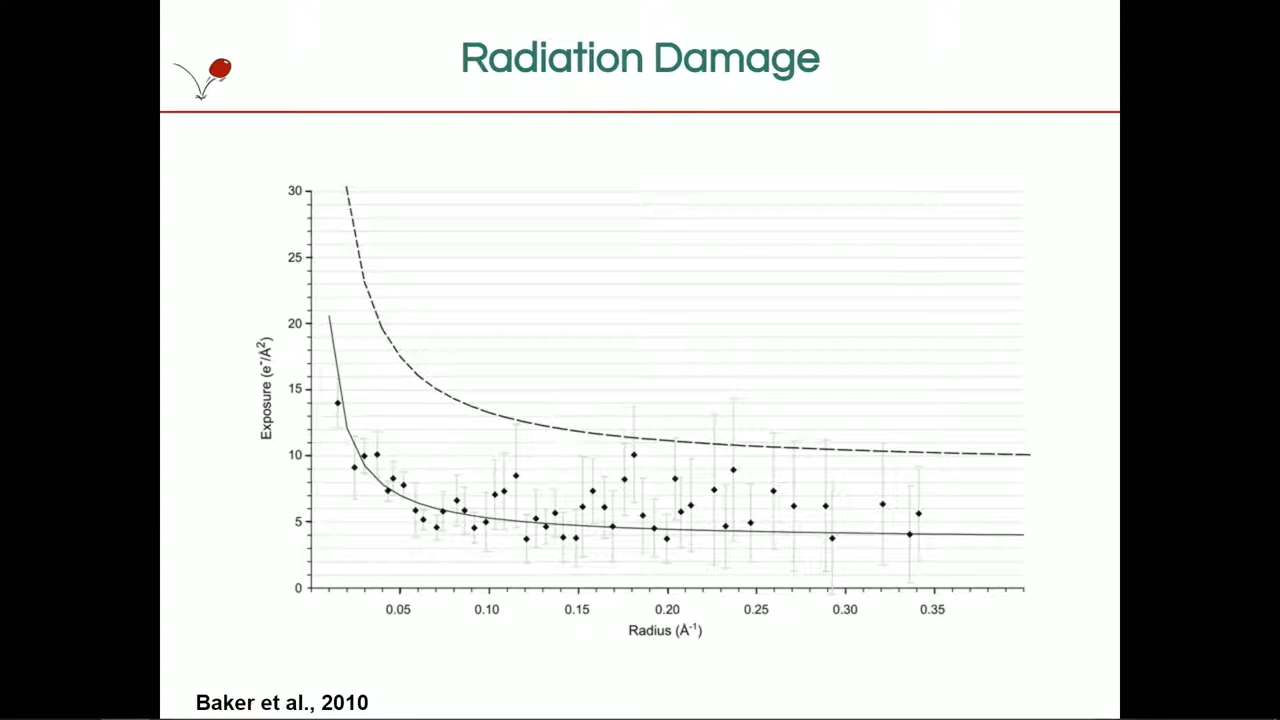 Radiation Damage
30
25
20
15
10
5
0
Exposure (e⁻/Å²)
0.05 0.10 0.15 0.20 0.25 0.30 0.35
Radius (Å⁻¹)
Baker et al., 2010